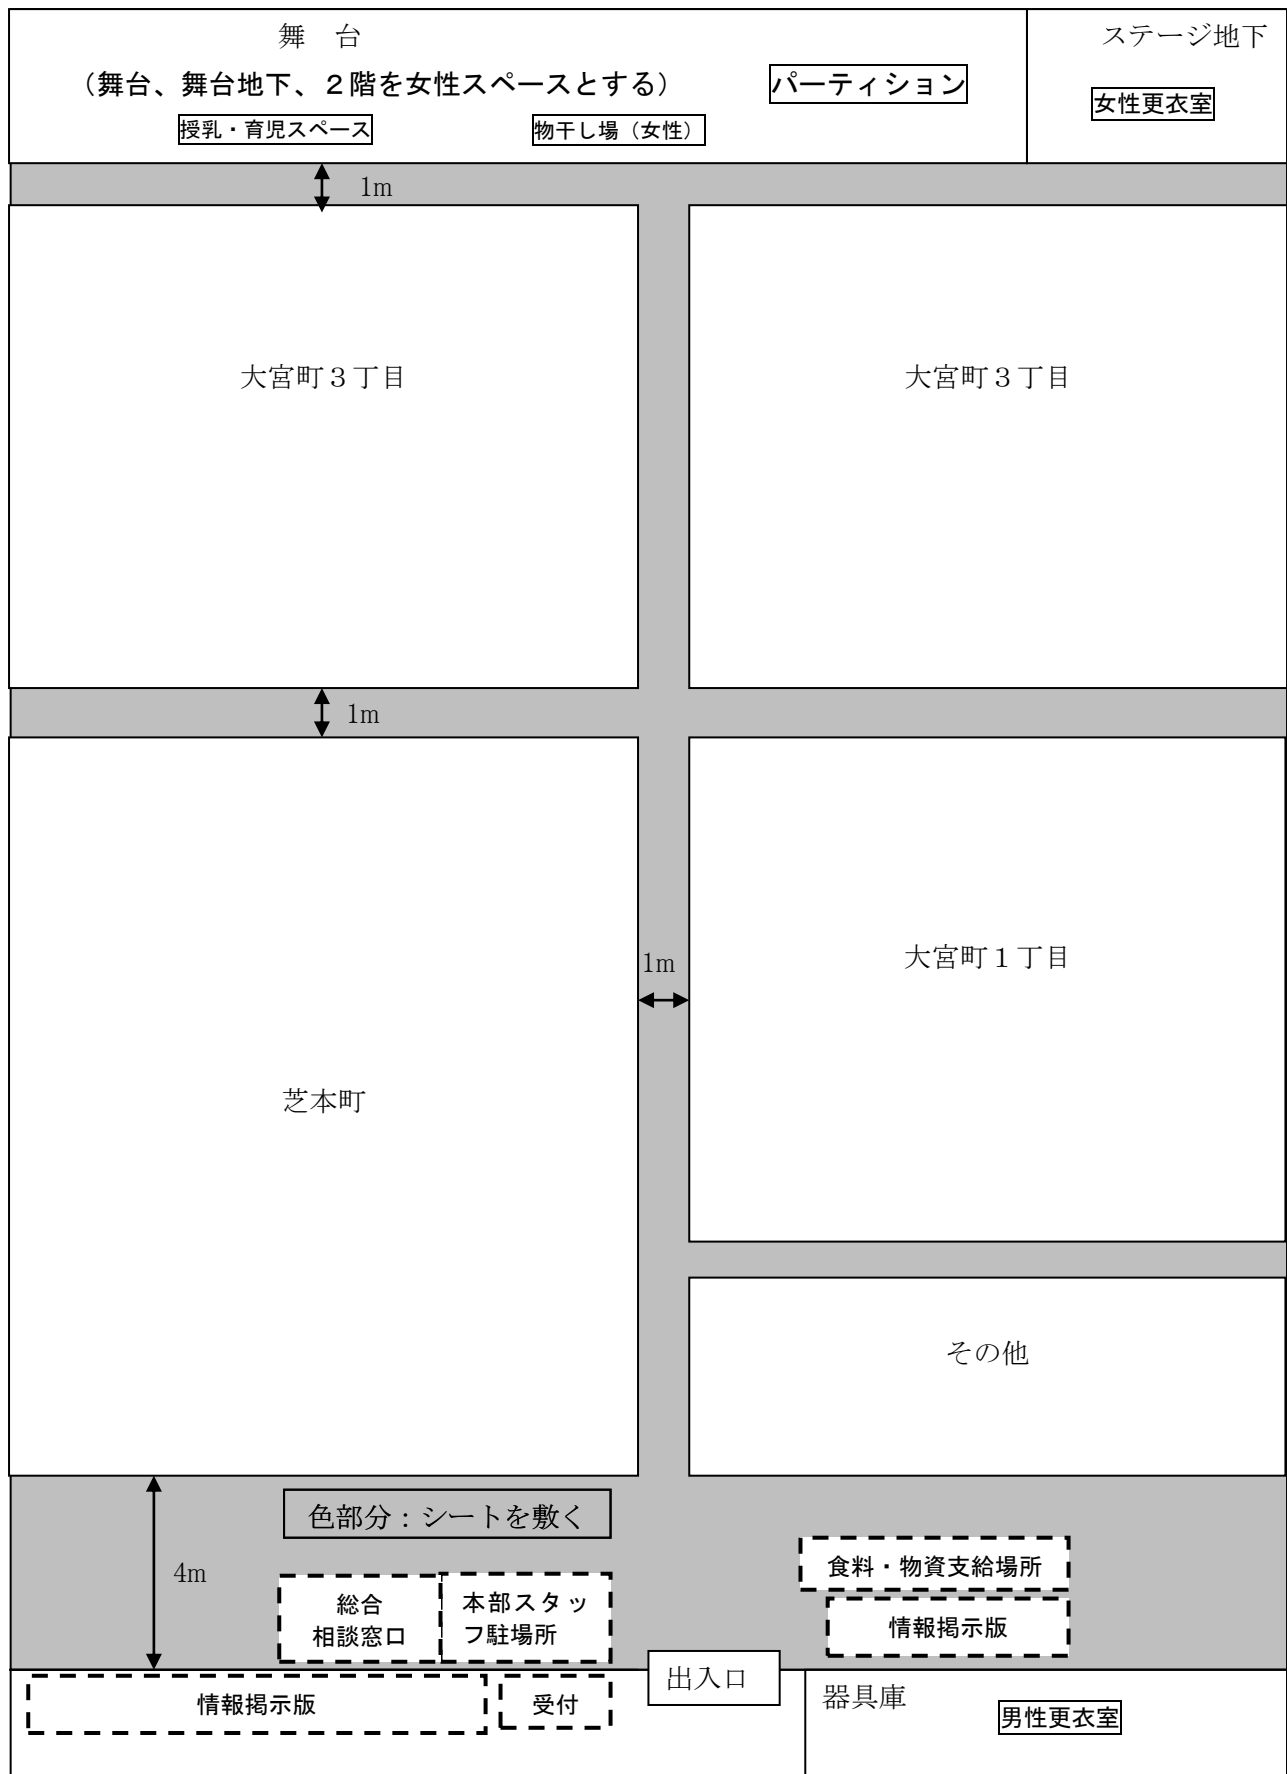 舞　台
ステージ地下
（舞台、舞台地下、２階を女性スペースとする）
パーティション
女性更衣室
授乳・育児スペース
物干し場（女性）
1m
大宮町３丁目
大宮町３丁目
1m
1m
大宮町１丁目
芝本町
その他
色部分：シートを敷く
4m
食料・物資支給場所
総合
相談窓口
本部スタッ
フ駐場所
情報掲示版
出入口
情報掲示版
受付
器具庫
男性更衣室